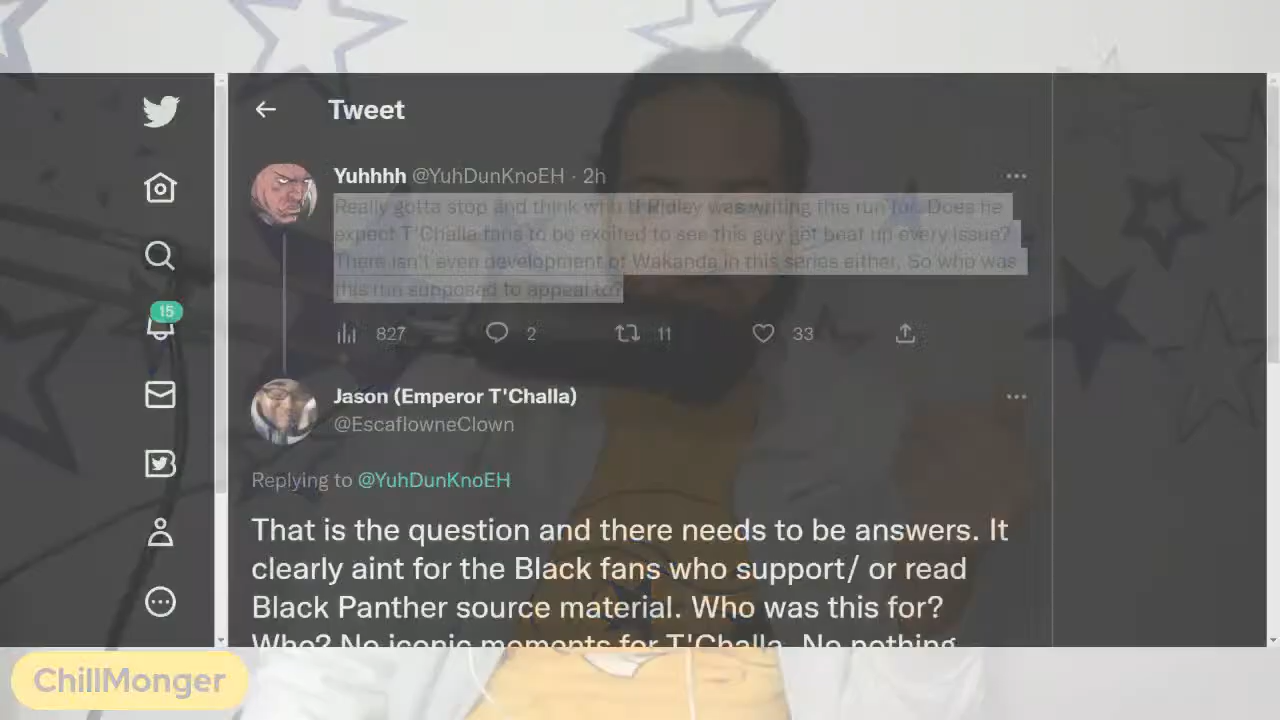 Tweet
Yuhhhh @YuhDunKnoEH · 2h
Really gotta stop and think who tf Ridley was writing this run for. Does he
expect T'Challa fans to be excited to see this guy get beat up every issue?
There isn't even development of Wakanda in this series either, So who was
this run supposed to appeal to?
15
827 2 11 33
Jason (Emperor T'Challa)
@EscaflowneClown
Replying to @YuhDunKnoEH
That is the question and there needs to be answers. It
clearly aint for the Black fans who support/ or read
Black Panther source material. Who was this for?
Who? No iconic moments for T'Challa. No nothing
ChillMonger